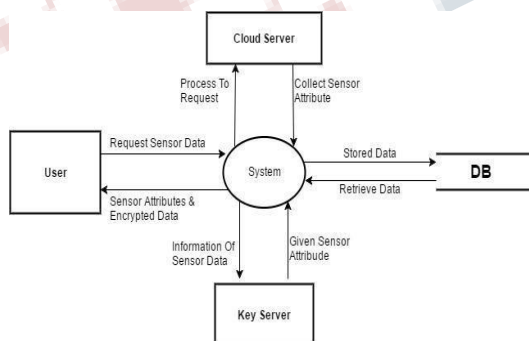 Cloud Server
Process To
Request
Collect Sensor
Attribute
Request Sensor Data
Stored Data
User
System
DB
Sensor Attributes &
Encrypted Data
Retrieve Data
Information Of
Sensor Data
Given Sensor
Attribude
Key Server